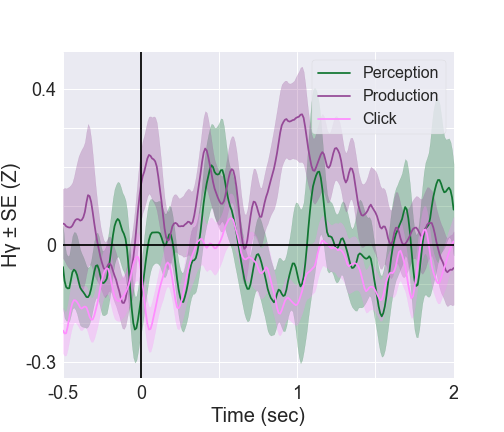 Perception
Production
Click
Hγ ± SE (Z)
0.4
0
-0.3
-0.5 0 1 2
Time (sec)